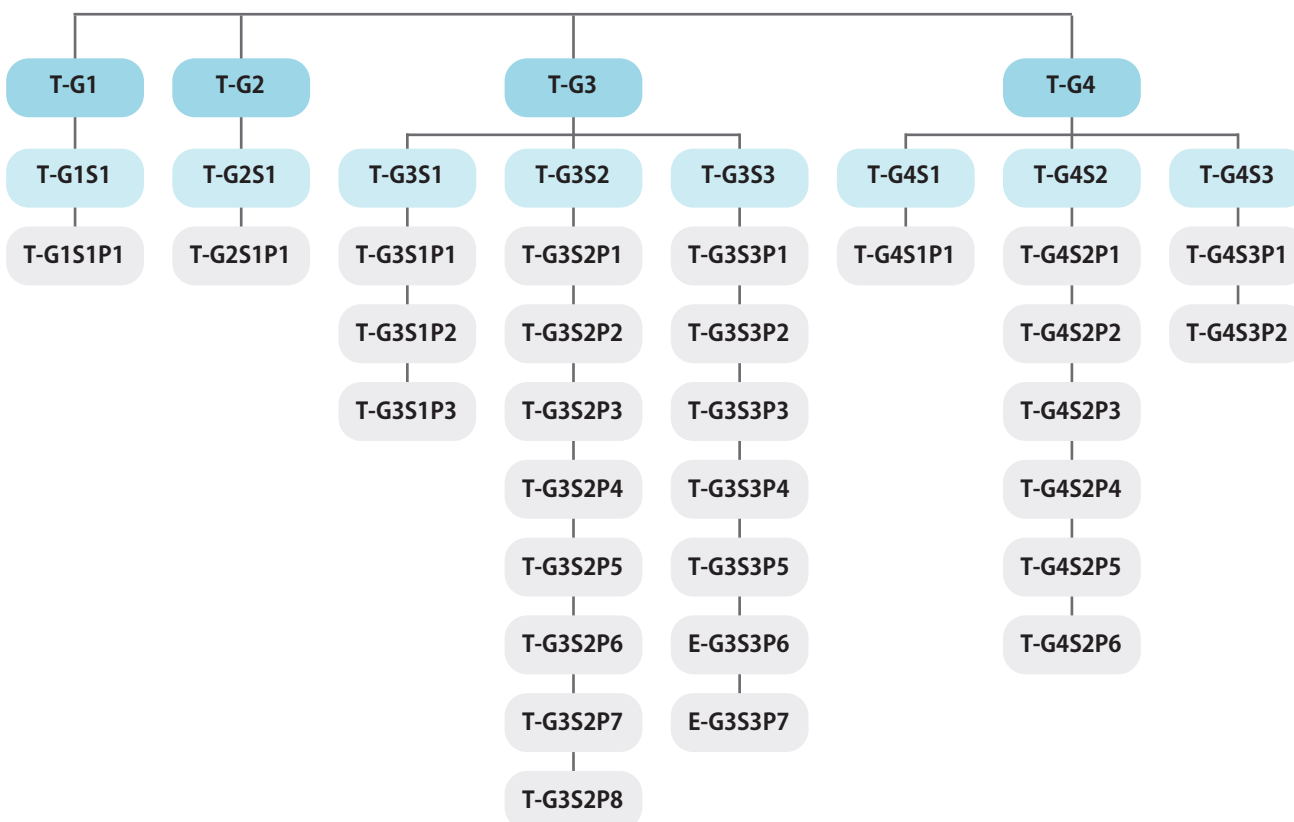 T-G1 T-G2 T-G3 T-G4
T-G1S1 T-G2S1 T-G3S1 T-G3S2 T-G3S3 T-G4S1 T-G4S2 T-G4S3
T-G1S1P1 T-G2S1P1 T-G3S1P1 T-G3S2P1 T-G3S3P1 T-G4S1P1 T-G4S2P1 T-G4S3P1
T-G3S1P2 T-G3S2P2 T-G3S3P2 T-G4S2P2 T-G4S3P2
T-G3S1P3 T-G3S2P3 T-G3S3P3 T-G4S2P3
T-G3S2P4 T-G3S3P4 T-G4S2P4
T-G3S2P5 T-G3S3P5 T-G4S2P5
T-G3S2P6 E-G3S3P6 T-G4S2P6
T-G3S2P7 E-G3S3P7
T-G3S2P8